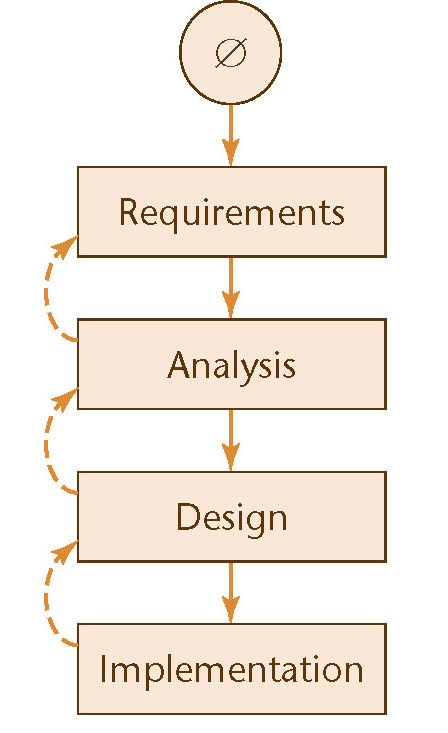 ∅
Requirements
Analysis
Design
Implementation